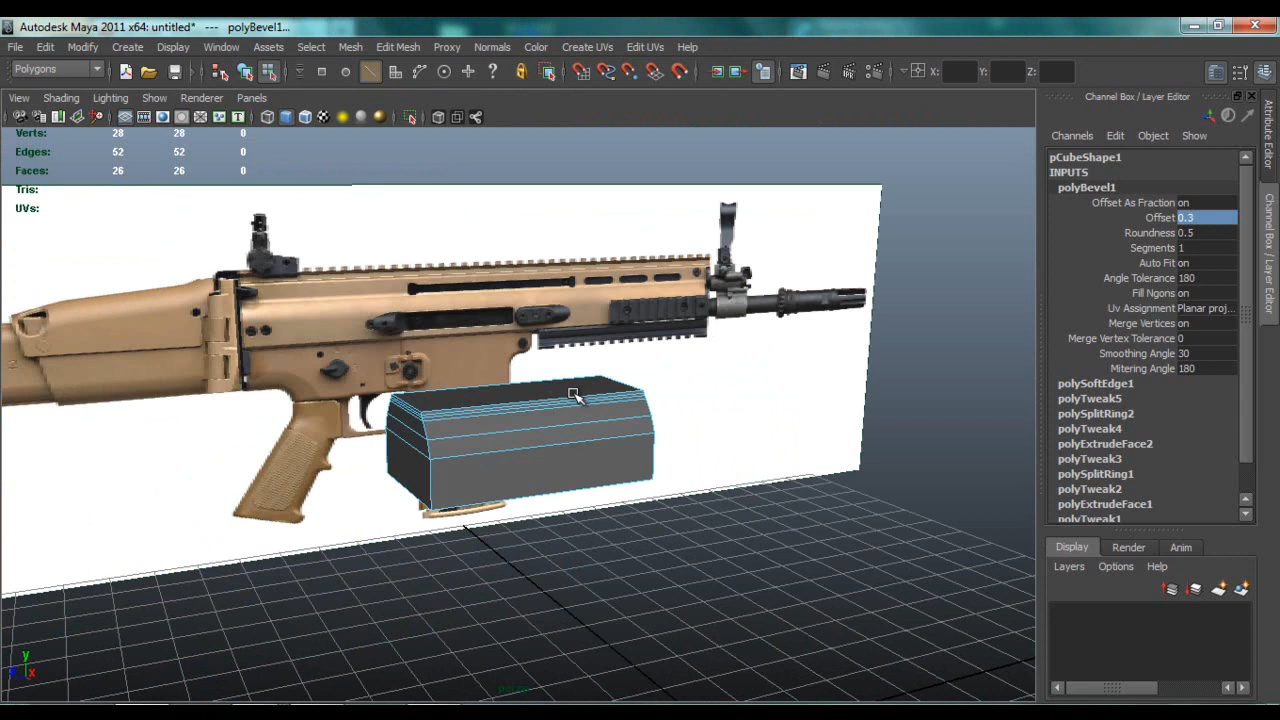 Autodesk Maya 2011 x64: untitled* --- polyBevel1...
File Edit Modify Create Display Window Assets Select Mesh Edit Mesh Proxy Normals Color Create UVs Edit UVs Help
Polygons X: Y: Z:
View Shading Lighting Show Renderer Panels
Channel Box / Layer Editor
Channels Edit Object Show
Verts: 28 28 0
Edges: 52 52 0
Faces: 26 26 0
Tris:
UVs:
pCubeShape1
INPUTS
polyBevel1
Offset As Fraction on
Offset 0.3
Roundness 0.5
Segments 1
Auto Fit on
Angle Tolerance 180
Fill Ngons on
Uv Assignment Planar proj...
Merge Vertices on
Merge Vertex Tolerance 0
Smoothing Angle 30
Mitering Angle 180
polySoftEdge1
polyTweak5
polySplitRing2
polyTweak4
polyExtrudeFace2
polyTweak3
polySplitRing1
polyTweak2
polyExtrudeFace1
polyTweak1
Display Render Anim
Layers Options Help
Attribute Editor
Channel Box / Layer Editor
y
x